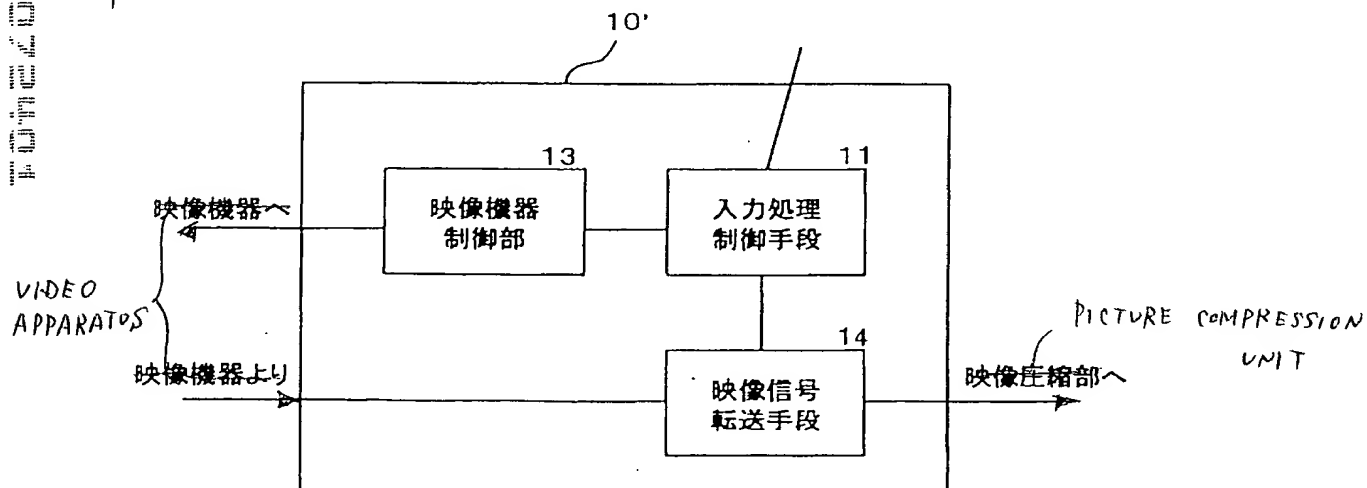 10'
13
11
映像機器へ
映像機器
制御部
入力処理
制御手段
VIDEO
APPARATOS
PICTURE COMPRESSION
UNIT
映像機器より
14
映像信号
転送手段
映像圧縮部へ